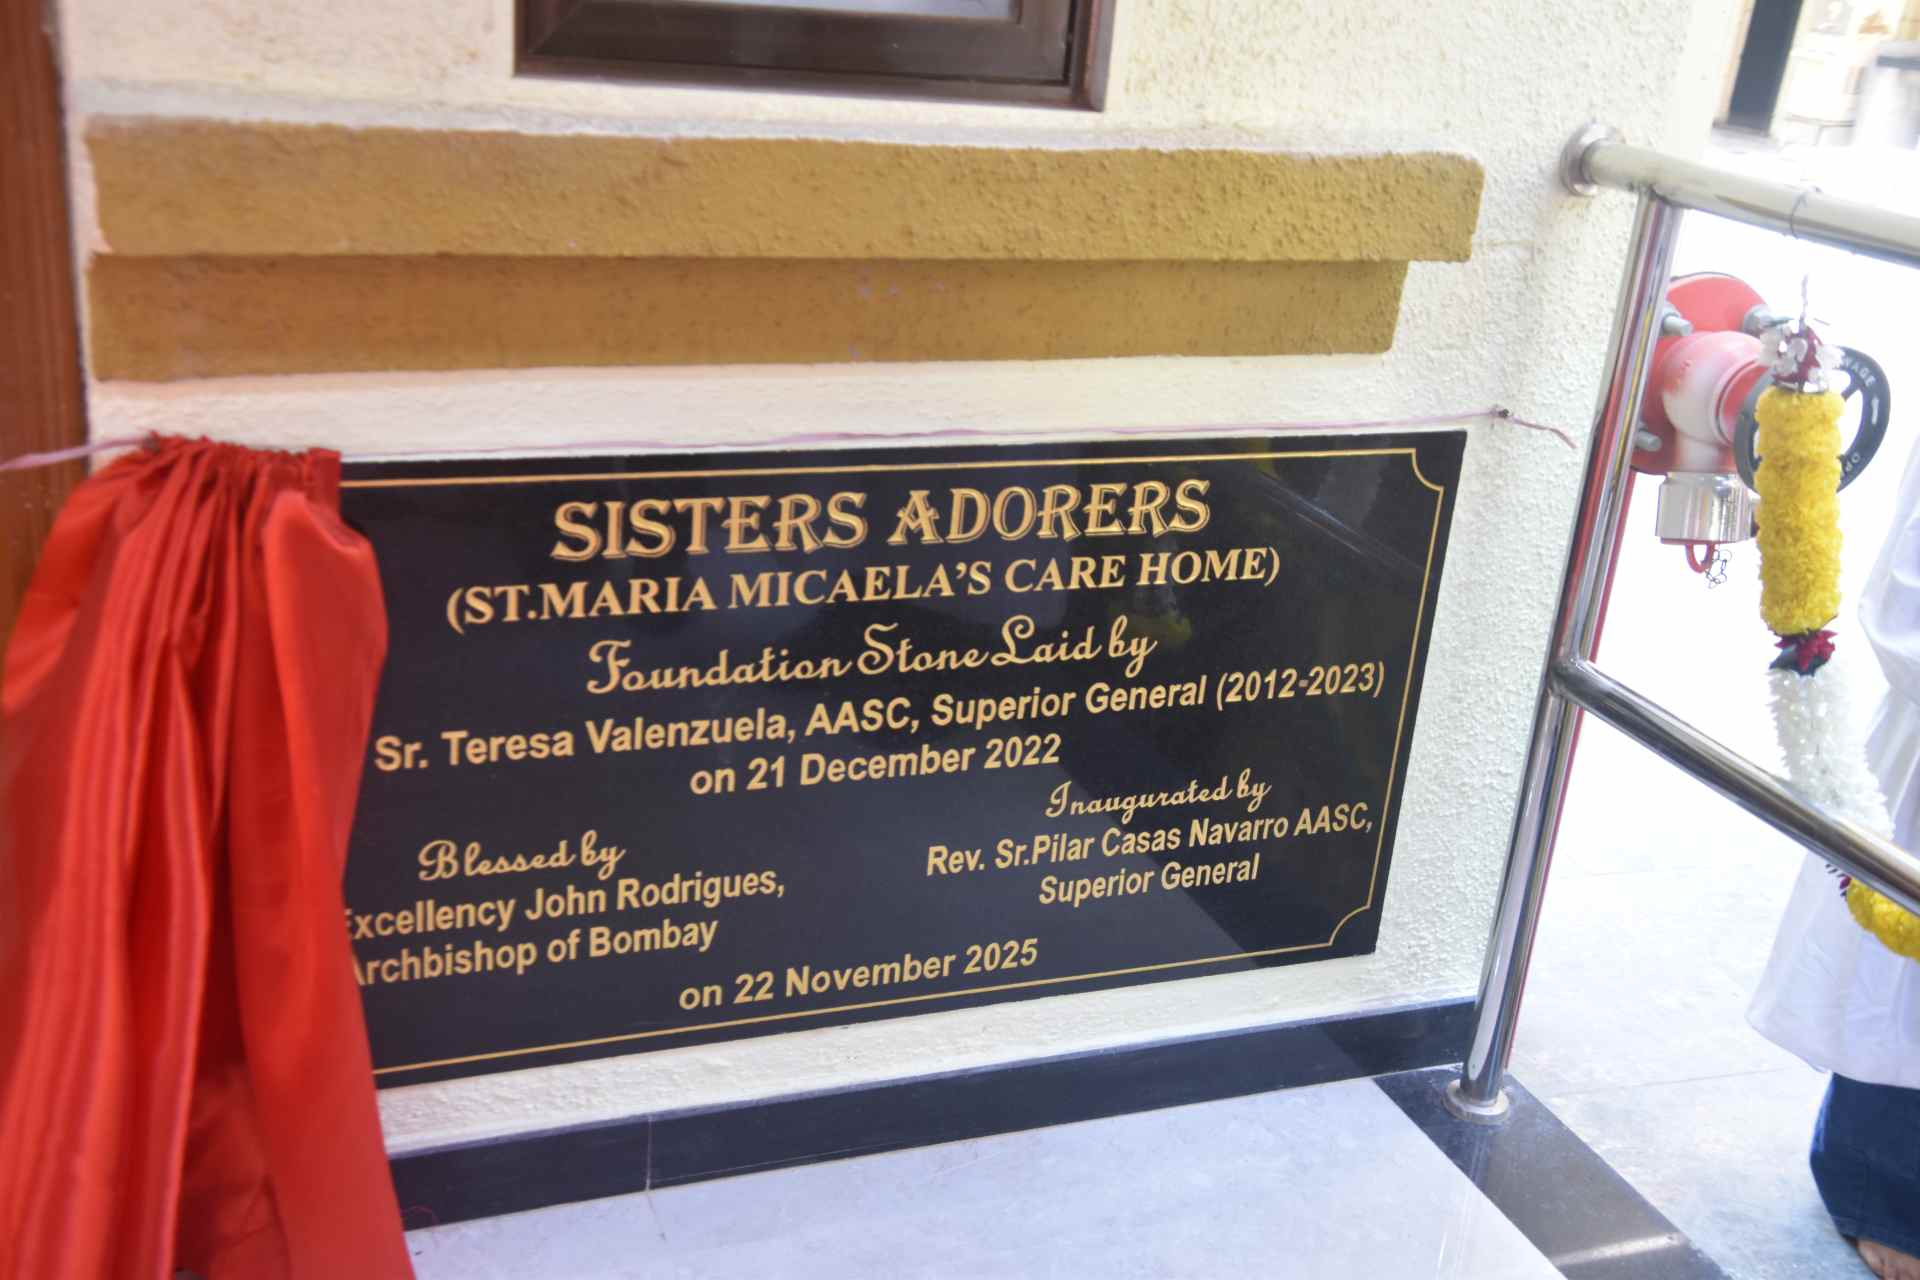 SISTERS ADORERS
(ST.MARIA MICAELA'S CARE HOME)
Foundation Stone Laid by
Sr. Teresa Valenzuela, AASC, Superior General (2012-2023)
on 21 December 2022
Blessed by
Excellency John Rodrigues,
Archbishop of Bombay
Inaugurated by
Rev. Sr.Pilar Casas Navarro AASC,
Superior General
on 22 November 2025